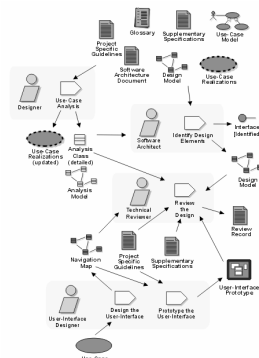 Glossary
Supplementary
Specifications
Use-Case
Model
Project
Specific
Guidelines
Software
Architecture
Document
Design
Model
Use-Case
Realizations
Designer
Use-Case
Analysis
Use-Case
Realizations
(updated)
Analysis
Class
(detailed)
Software
Architect
Identify Design
Elements
Interface
[Identified
Analysis
Model
Design
Model
Technical
Reviewer
Review
the
Design
Review
Record
Navigation
Map
Project
Specific
Guidelines
Supplementary
Specifications
User-Interface
Prototype
User-Interface
Designer
Design the
User-Interface
Prototype the
User-Interface